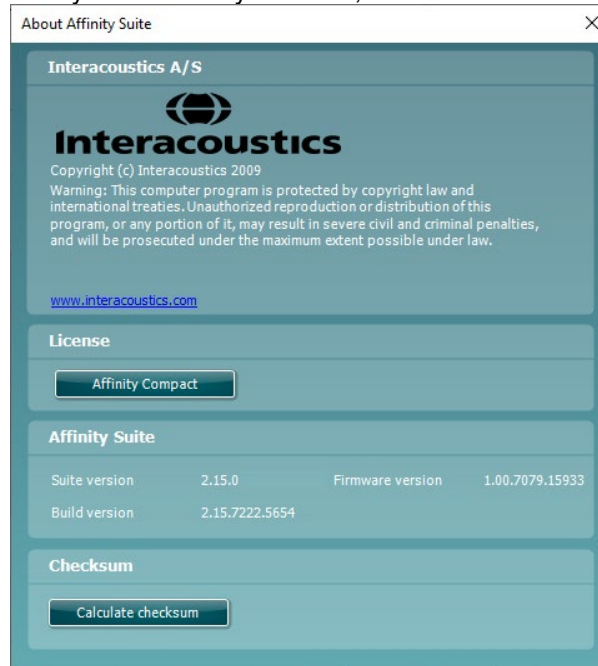 About Affinity Suite
Interacoustics A/S
Interacoustics
Copyright (c) Interacoustics 2009
Warning: This computer program is protected by copyright law and
international treaties. Unauthorized reproduction or distribution of this
program, or any portion of it, may result in severe civil and criminal penalties,
and will be prosecuted under the maximum extent possible under law.
www.interacoustics.com
License
Affinity Compact
Affinity Suite
Suite version 2.15.0 Firmware version 1.00.7079.15933
Build version 2.15.7222.5654
Checksum
Calculate checksum